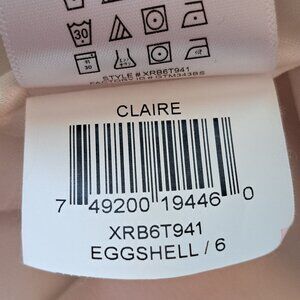 30
STYLE # XRB6T941
CLAIRE
7 49200 19446 0
XRB6T941
EGGSHELL / 6